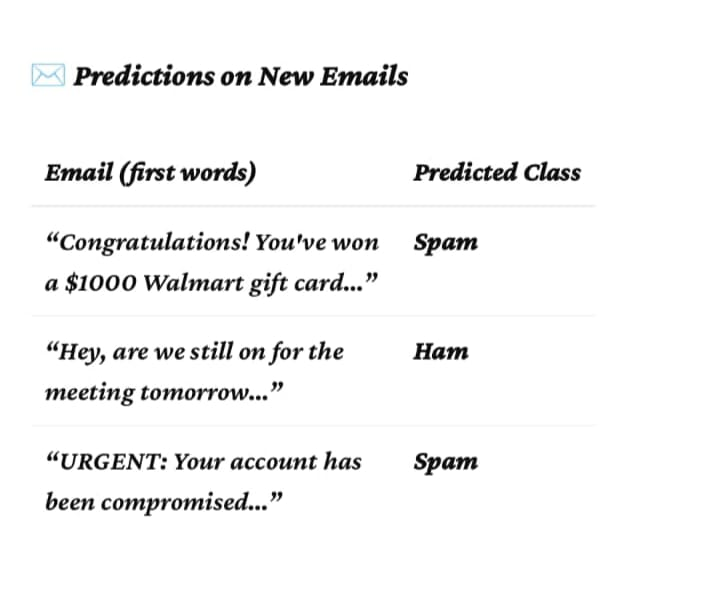 ✉️ Predictions on New Emails
Email (first words) Predicted Class
“Congratulations! You've won Spam
a $1000 Walmart gift card...”
“Hey, are we still on for the Ham
meeting tomorrow...”
“URGENT: Your account has Spam
been compromised...”